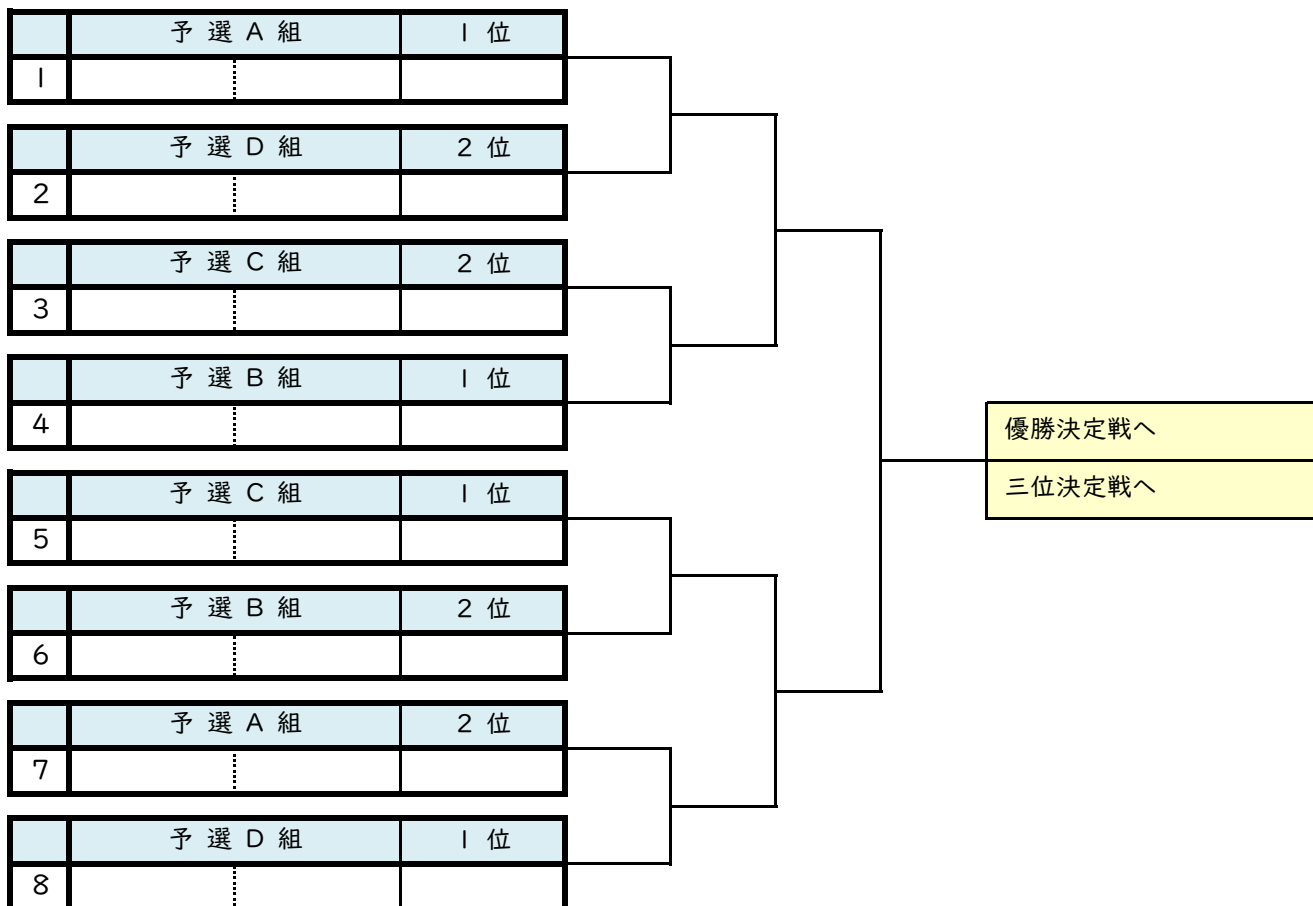 予選A組 1位
1
予選D組 2位
2
予選C組 2位
3
予選B組 1位
4
優勝決定戦へ
三位決定戦へ
予選C組 1位
5
予選B組 2位
6
予選A組 2位
7
予選D組 1位
8